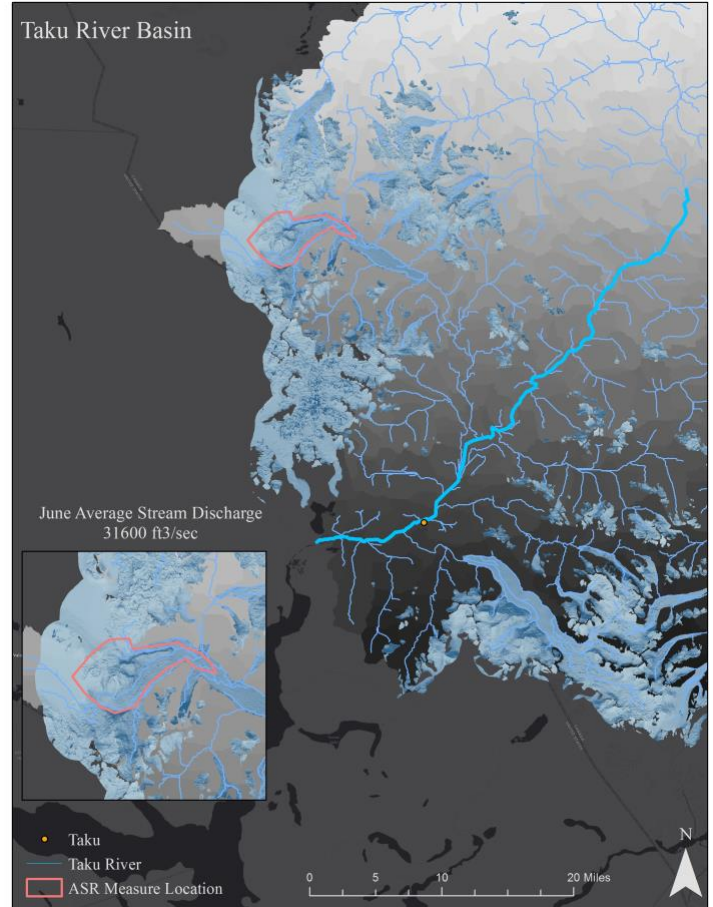 Taku River Basin
June Average Stream Discharge
31600 ft3/sec
Taku
Taku River
ASR Measure Location
0 5 10 20 Miles
N